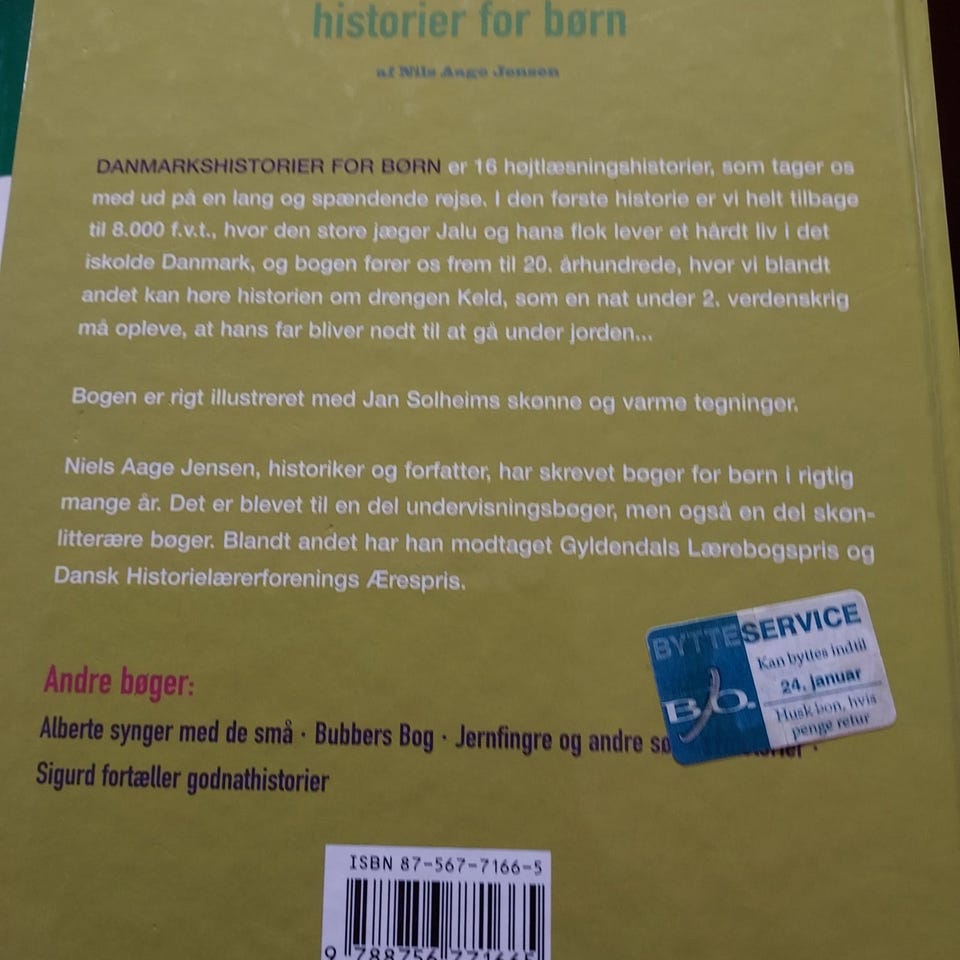 historier for børn
af Nils Aage Jensen
DANMARKSHISTORIER FOR BØRN er 16 højtlæsningshistorier, som tager os
med ud på en lang og spændende rejse. I den første historie er vi helt tilbage
til 8.000 f.v.t., hvor den store jæger Jalu og hans flok lever et hårdt liv i det
iskolde Danmark, og bogen fører os frem til 20. århundrede, hvor vi blandt
andet kan høre historien om drengen Keld, som en nat under 2. verdenskrig
må opleve, at hans far bliver nødt til at gå under jorden...
Bogen er rigt illustreret med Jan Solheims skønne og varme tegninger.
Niels Aage Jensen, historiker og forfatter, har skrevet bøger for børn i rigtig
mange år. Det er blevet til en del undervisningsbøger, men også en del skøn-
litterære bøger. Blandt andet har han modtaget Gyldendals Lærebogspris og
Dansk Historielærerforenings Ærespris.
BYTTESERVICE
Kan byttes indtil
24. januar
Husk bon, hvis
penge retur
B.O.
Andre bøger:
Alberte synger med de små · Bubbers Bog · Jernfingre og andre
Sigurd fortæller godnathistorier
ISBN 87-567-7166-5
9 788756 771665